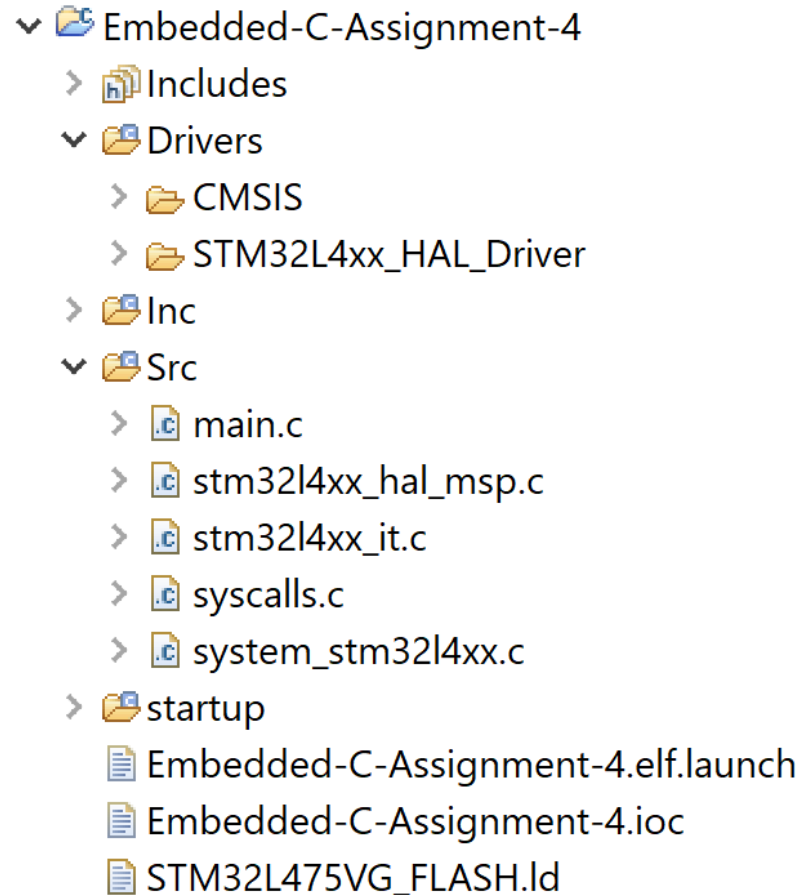 Embedded-C-Assignment-4
Includes
Drivers
CMSIS
STM32L4xx_HAL_Driver
Inc
Src
main.c
stm32l4xx_hal_msp.c
stm32l4xx_it.c
syscalls.c
system_stm32l4xx.c
startup
Embedded-C-Assignment-4.elf.launch
Embedded-C-Assignment-4.ioc
STM32L475VG_FLASH.ld